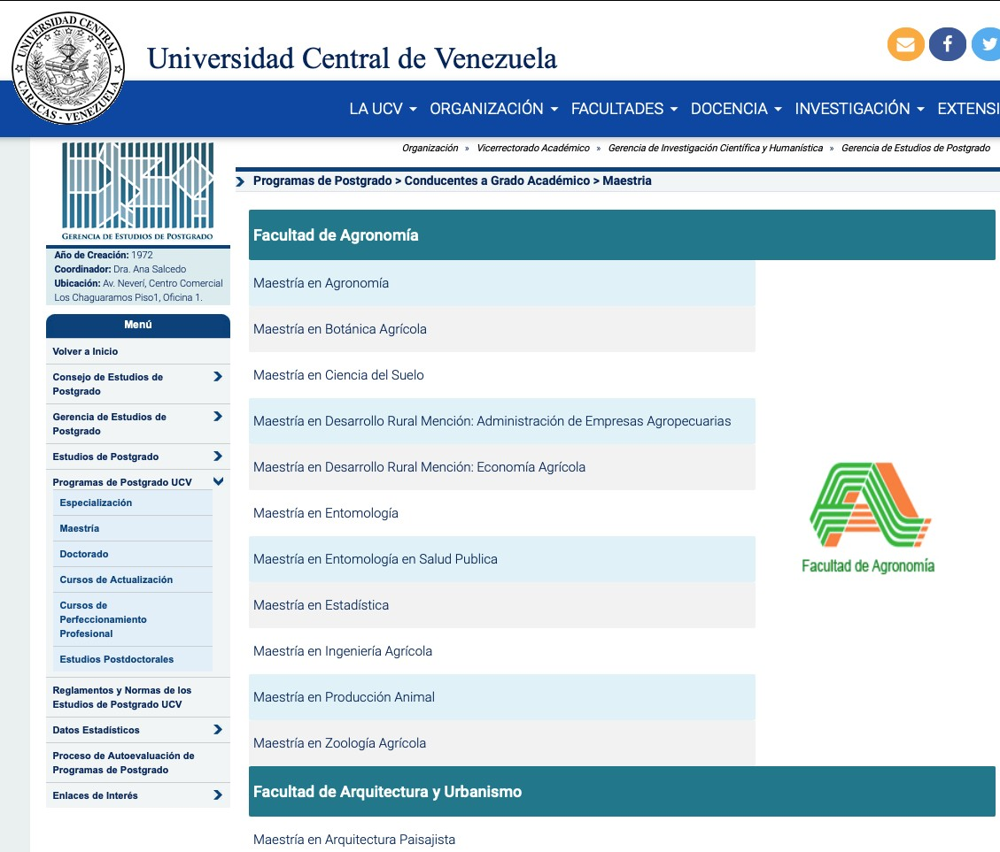 UNIVERSIDAD CENTRAL
CARACAS - VENEZUELA
Universidad Central de Venezuela
LA UCV
ORGANIZACIÓN
FACULTADES
DOCENCIA
INVESTIGACIÓN
EXTENSI
Organización » Vicerrectorado Académico » Gerencia de Investigación Científica y Humanística » Gerencia de Estudios de Postgrado
GERENCIA DE ESTUDIOS DE POSTGRADO
Año de Creación: 1972
Coordinador: Dra. Ana Salcedo
Ubicación: Av. Neverí, Centro Comercial
Los Chaguaramos Piso1, Oficina 1.
Menú
Volver a Inicio
Consejo de Estudios de
Postgrado
Gerencia de Estudios de
Postgrado
Estudios de Postgrado
Programas de Postgrado UCV
Especialización
Maestría
Doctorado
Cursos de Actualización
Cursos de
Perfeccionamiento
Profesional
Estudios Postdoctorales
Reglamentos y Normas de los
Estudios de Postgrado UCV
Datos Estadísticos
Proceso de Autoevaluación de
Programas de Postgrado
Enlaces de Interés
Programas de Postgrado > Conducentes a Grado Académico > Maestria
Facultad de Agronomía
Maestría en Agronomía
Maestría en Botánica Agrícola
Maestría en Ciencia del Suelo
Maestría en Desarrollo Rural Mención: Administración de Empresas Agropecuarias
Maestría en Desarrollo Rural Mención: Economía Agrícola
Maestría en Entomología
Maestría en Entomología en Salud Publica
Maestría en Estadística
Maestría en Ingeniería Agrícola
Maestría en Producción Animal
Maestría en Zoología Agrícola
Facultad de Agronomía
Facultad de Arquitectura y Urbanismo
Maestría en Arquitectura Paisajista